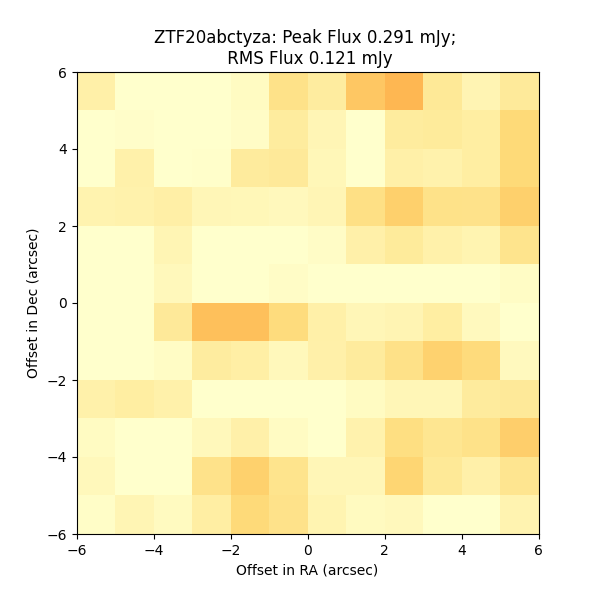 ZTF20abctyza: Peak Flux 0.291 mJy;
RMS Flux 0.121 mJy
6
4
2
0
−2
−4
−6
Offset in Dec (arcsec)
−6 −4 −2 0 2 4 6
Offset in RA (arcsec)